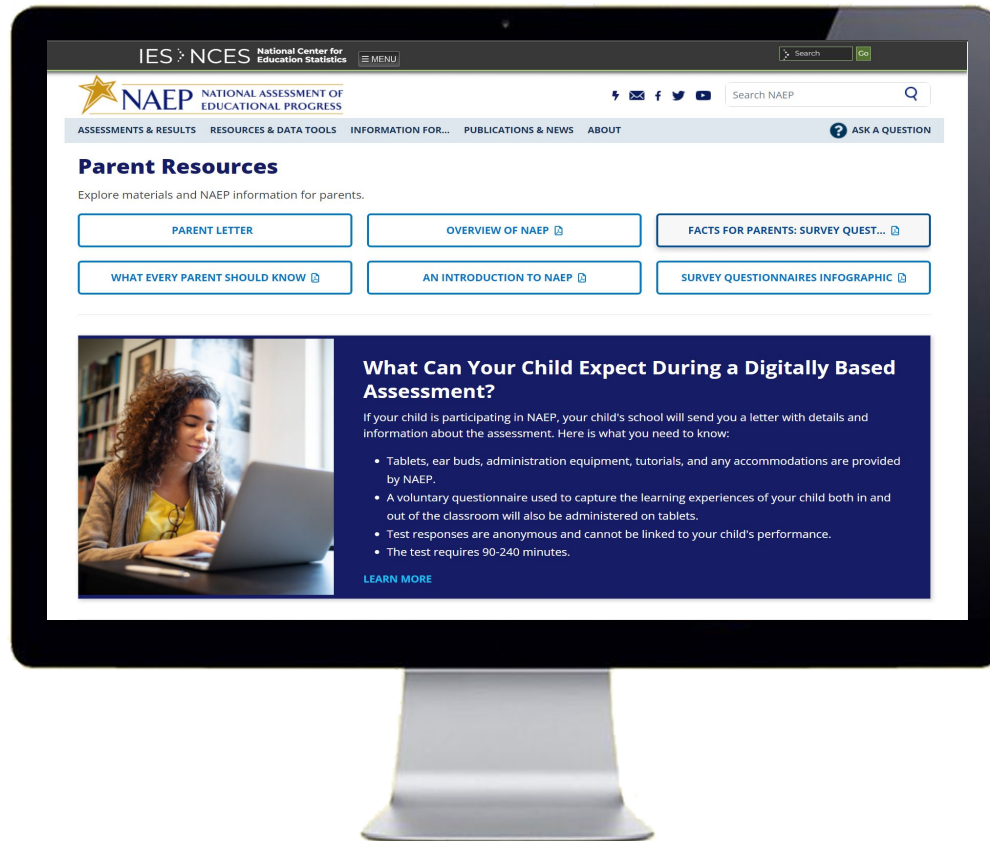 IES NCES National Center for
Education Statistics
MENU
Search
Go
NAEP NATIONAL ASSESSMENT OF
EDUCATIONAL PROGRESS
Search NAEP
ASSESSMENTS & RESULTS RESOURCES & DATA TOOLS INFORMATION FOR... PUBLICATIONS & NEWS ABOUT
? ASK A QUESTION
Parent Resources
Explore materials and NAEP information for parents.
PARENT LETTER
OVERVIEW OF NAEP
FACTS FOR PARENTS: SURVEY QUEST...
WHAT EVERY PARENT SHOULD KNOW
AN INTRODUCTION TO NAEP
SURVEY QUESTIONNAIRES INFOGRAPHIC
What Can Your Child Expect During a Digitally Based
Assessment?
If your child is participating in NAEP, your child's school will send you a letter with details and
information about the assessment. Here is what you need to know:
• Tablets, ear buds, administration equipment, tutorials, and any accommodations are provided
by NAEP.
• A voluntary questionnaire used to capture the learning experiences of your child both in and
out of the classroom will also be administered on tablets.
• Test responses are anonymous and cannot be linked to your child's performance.
• The test requires 90-240 minutes.
LEARN MORE